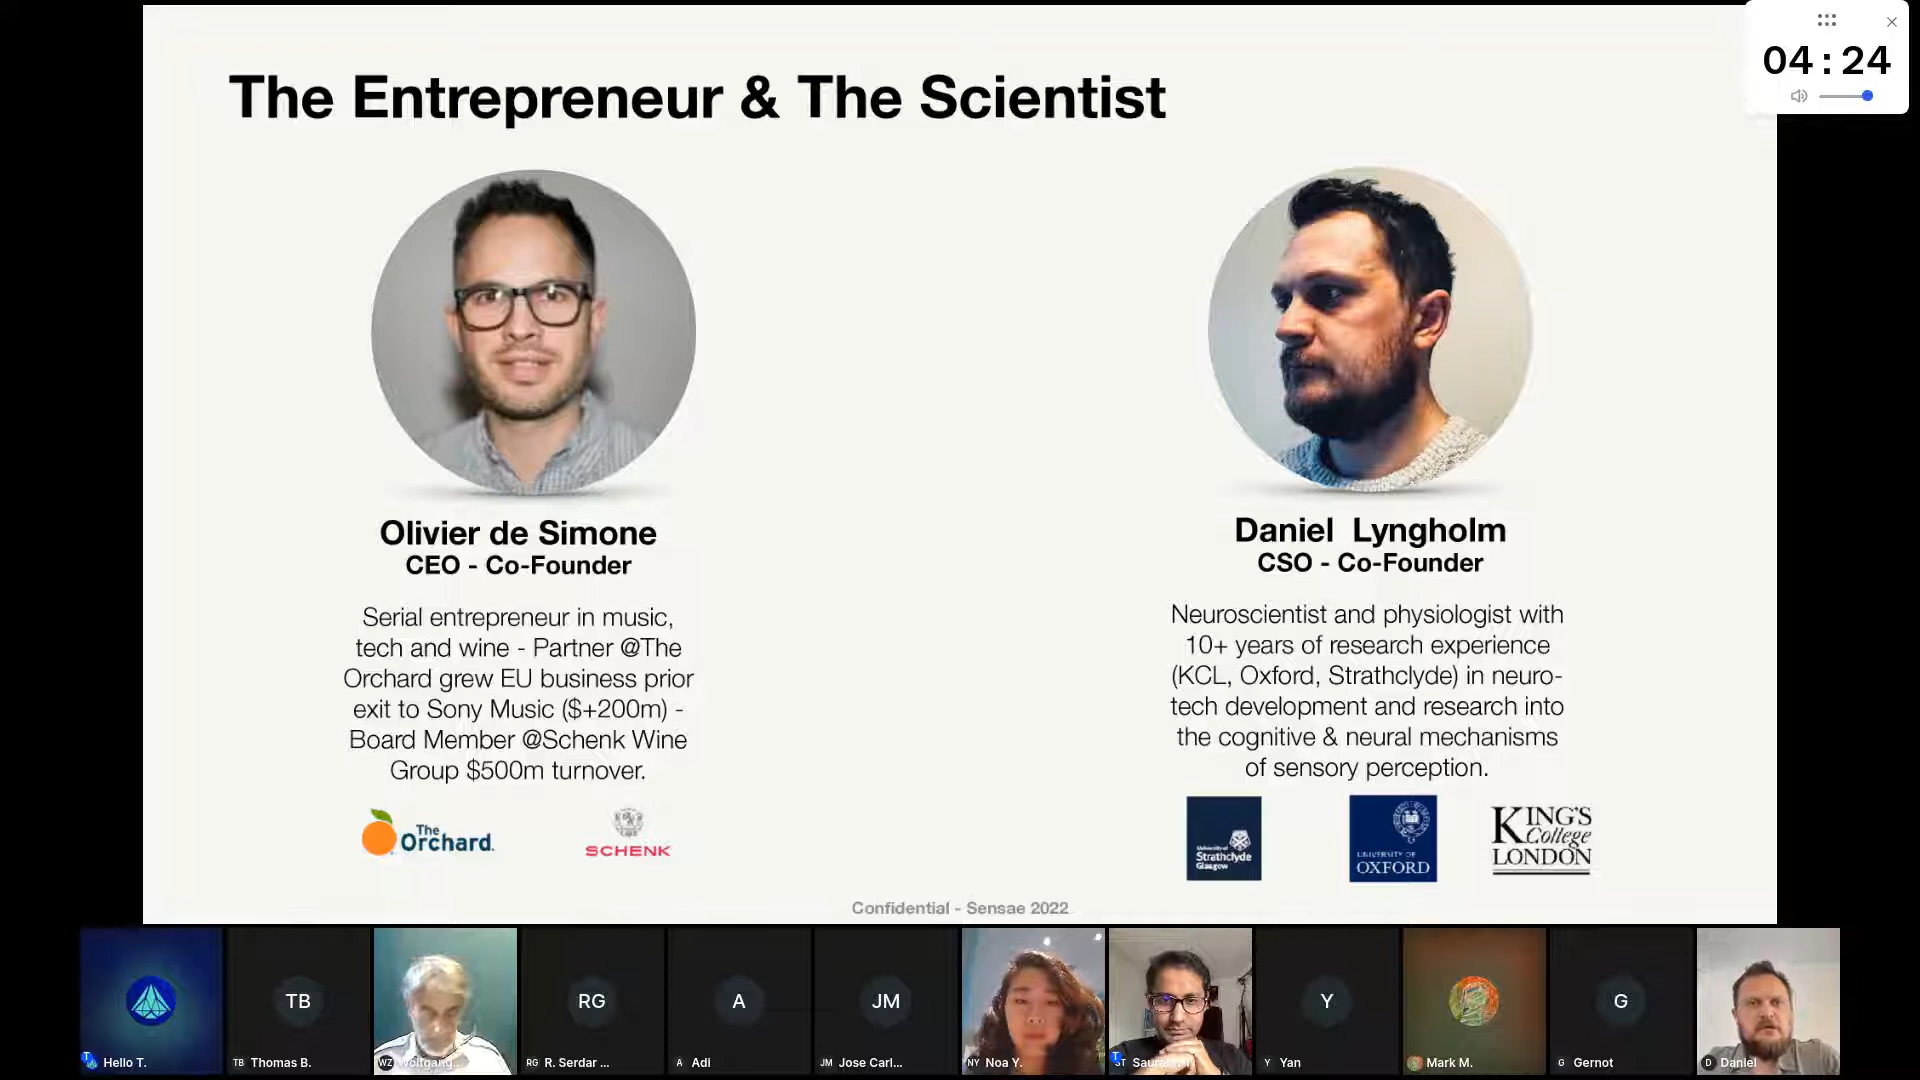 04:24
The Entrepreneur & The Scientist
Olivier de Simone
CEO - Co-Founder
Serial entrepreneur in music,
tech and wine - Partner @The
Orchard grew EU business prior
exit to Sony Music ($+200m) -
Board Member @Schenk Wine
Group $500m turnover.
The
Orchard.
SCHENK
Daniel Lyngholm
CSO - Co-Founder
Neuroscientist and physiologist with
10+ years of research experience
(KCL, Oxford, Strathclyde) in neuro-
tech development and research into
the cognitive & neural mechanisms
of sensory perception.
University of
Strathclyde
Glasgow
UNIVERSITY OF
OXFORD
KING'S
College
LONDON
Confidential - Sensae 2022
TB
RG
A
JM
Y
G
T
Hello T.
TB Thomas B.
WZ Wolfgang...
RG R. Serdar ...
A Adi
JM Jose Carl...
NY Noa Y.
T
ST
Y Yan
Mark M.
G Gernot
D Daniel